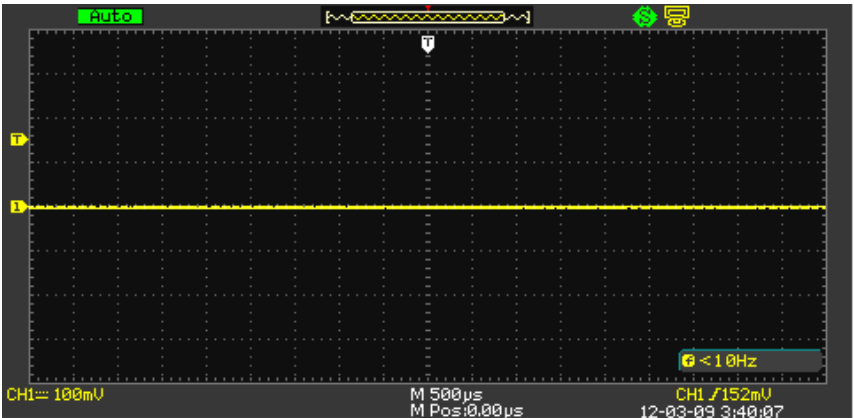 Auto
S
T
T
1
f <10Hz
CH1 100mV
M 500µs
CH1 152mV
M Pos:0.00µs
12-03-09 3:40:07